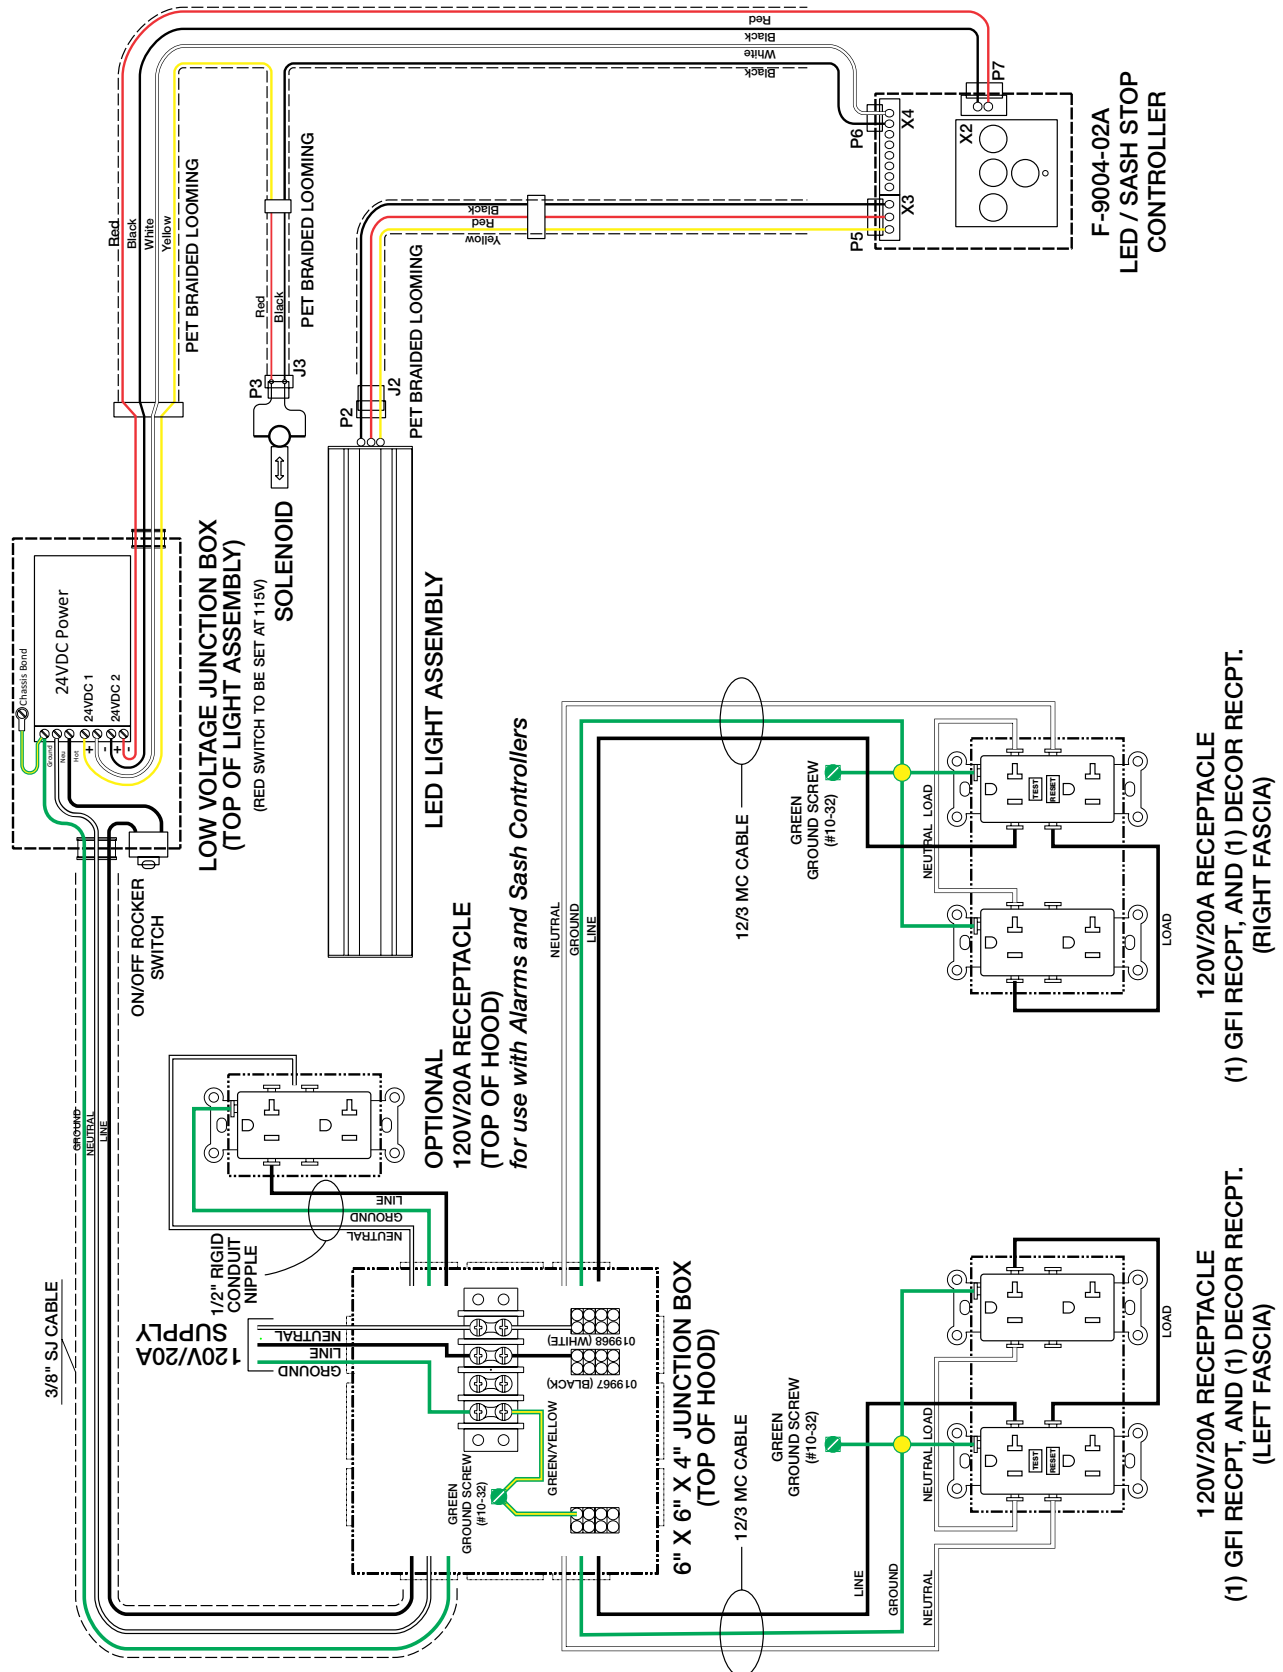 Red
Black
White
Black
Red
Black
White
Yellow
PET BRAIDED LOOMING
Red
Black
PET BRAIDED LOOMING
P3
J3
SOLENOID
P2
J2
PET BRAIDED LOOMING
Black
Red
Yellow
P5
X3
P6
X4
X2
P7
F-9004-02A
LED / SASH STOP
CONTROLLER
Chassis Bond
24VDC Power
24VDC 1
24VDC 2
Ground
Neu
Hot
+
-
+
-
LOW VOLTAGE JUNCTION BOX
(TOP OF LIGHT ASSEMBLY)
(RED SWITCH TO BE SET AT 115V)
ON/OFF ROCKER
SWITCH
LED LIGHT ASSEMBLY
GROUND
NEUTRAL
LINE
3/8" SJ CABLE
OPTIONAL
120V/20A RECEPTACLE
(TOP OF HOOD)
for use with Alarms and Sash Controllers
LINE
GROUND
NEUTRAL
1/2" RIGID
CONDUIT
NIPPLE
120V/20A
SUPPLY
NEUTRAL
LINE
GROUND
019968 (WHITE)
019967 (BLACK)
GREEN/YELLOW
GREEN
GROUND SCREW
(#10-32)
6" X 6" X 4" JUNCTION BOX
(TOP OF HOOD)
NEUTRAL
GROUND
LINE
12/3 MC CABLE
GREEN
GROUND SCREW
(#10-32)
NEUTRAL LOAD
TEST
RESET
LOAD
120V/20A RECEPTACLE
(1) GFI RECPT, AND (1) DECOR RECPT.
(RIGHT FASCIA)
12/3 MC CABLE
LINE
GROUND
NEUTRAL
GREEN
GROUND SCREW
(#10-32)
NEUTRAL LOAD
TEST
RESET
LOAD
120V/20A RECEPTACLE
(1) GFI RECPT, AND (1) DECOR RECPT.
(LEFT FASCIA)